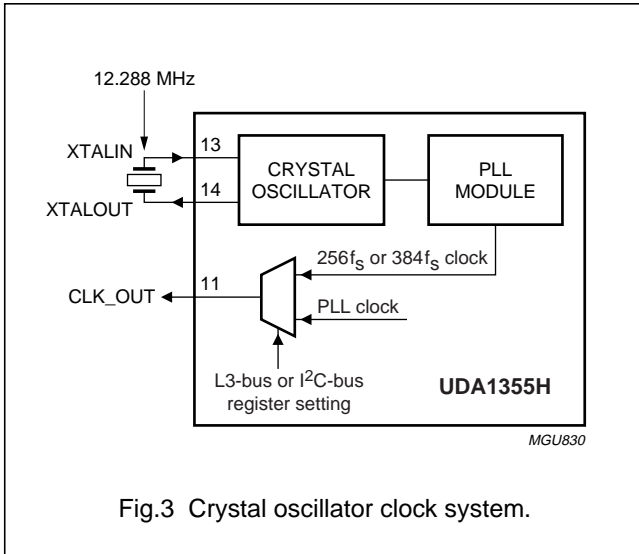 12.288 MHz
XTALIN
13
CRYSTAL
OSCILLATOR
PLL
MODULE
14
XTALOUT
256fs or 384fs clock
CLK_OUT
11
PLL clock
L3-bus or I2C-bus
register setting
UDA1355H
MGU830
Fig.3 Crystal oscillator clock system.